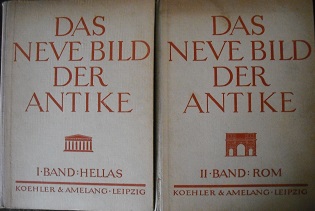 DAS
NEVE BILD
DER
ANTIKE
I·BAND:HELLAS
KOEHLER & AMELANG·LEIPZIG
DAS
NEVE BILD
DER
ANTIKE
II·BAND:ROM
KOEHLER & AMELANG·LEIPZIG